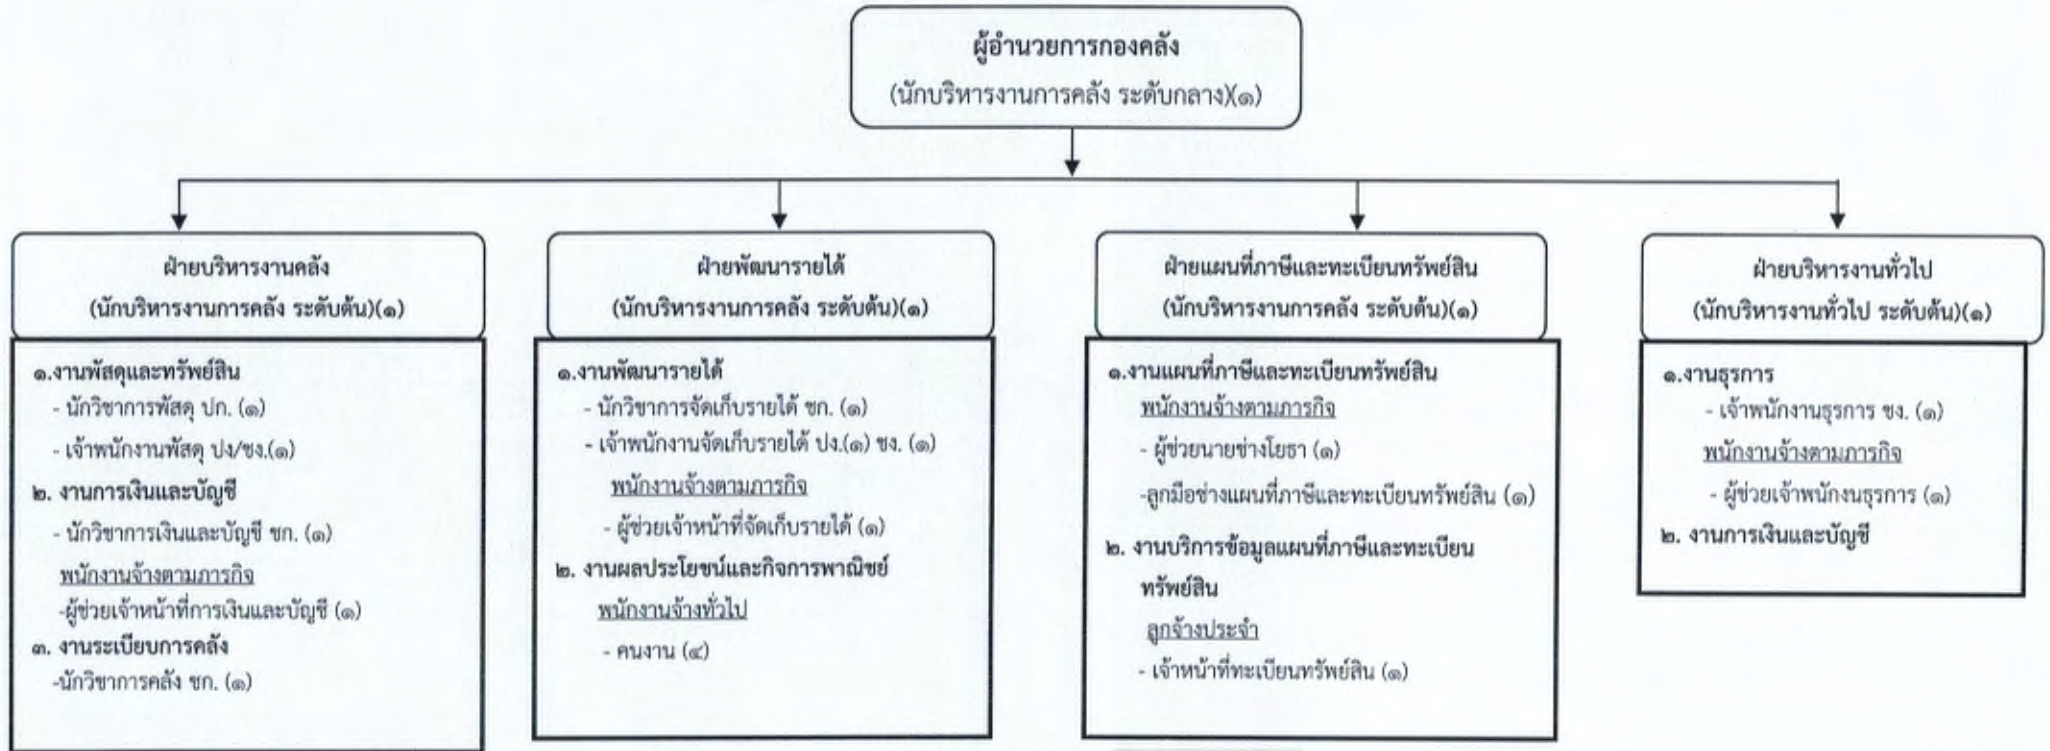 ผู้อำนวยการกองคลัง
(นักบริหารงานการคลัง ระดับกลาง)(๑)
ฝ่ายบริหารงานคลัง
(นักบริหารงานการคลัง ระดับต้น)(๑)
๑.งานพัสดุและทรัพย์สิน
- นักวิชาการพัสดุ ปก. (๑)
- เจ้าพนักงานพัสดุ ปง/ชง.(๑)
๒. งานการเงินและบัญชี
- นักวิชาการเงินและบัญชี ชก. (๑)
พนักงานจ้างตามภารกิจ
-ผู้ช่วยเจ้าหน้าที่การเงินและบัญชี (๑)
๓. งานระเบียบการคลัง
-นักวิชาการคลัง ชก. (๑)
ฝ่ายพัฒนารายได้
(นักบริหารงานการคลัง ระดับต้น)(๑)
๑.งานพัฒนารายได้
- นักวิชาการจัดเก็บรายได้ ชก. (๑)
- เจ้าพนักงานจัดเก็บรายได้ ปง.(๑) ชง. (๑)
พนักงานจ้างตามภารกิจ
- ผู้ช่วยเจ้าหน้าที่จัดเก็บรายได้ (๑)
๒. งานผลประโยชน์และกิจการพาณิชย์
พนักงานจ้างทั่วไป
- คนงาน (๔)
ฝ่ายแผนที่ภาษีและทะเบียนทรัพย์สิน
(นักบริหารงานการคลัง ระดับต้น)(๑)
๑.งานแผนที่ภาษีและทะเบียนทรัพย์สิน
พนักงานจ้างตามภารกิจ
- ผู้ช่วยนายช่างโยธา (๑)
-ลูกมือช่างแผนที่ภาษีและทะเบียนทรัพย์สิน (๑)
๒. งานบริการข้อมูลแผนที่ภาษีและทะเบียน
ทรัพย์สิน
ลูกจ้างประจำ
- เจ้าหน้าที่ทะเบียนทรัพย์สิน (๑)
ฝ่ายบริหารงานทั่วไป
(นักบริหารงานทั่วไป ระดับต้น)(๑)
๑.งานธุรการ
- เจ้าพนักงานธุรการ ชง. (๑)
พนักงานจ้างตามภารกิจ
- ผู้ช่วยเจ้าพนักงนธุรการ (๑)
๒. งานการเงินและบัญชี